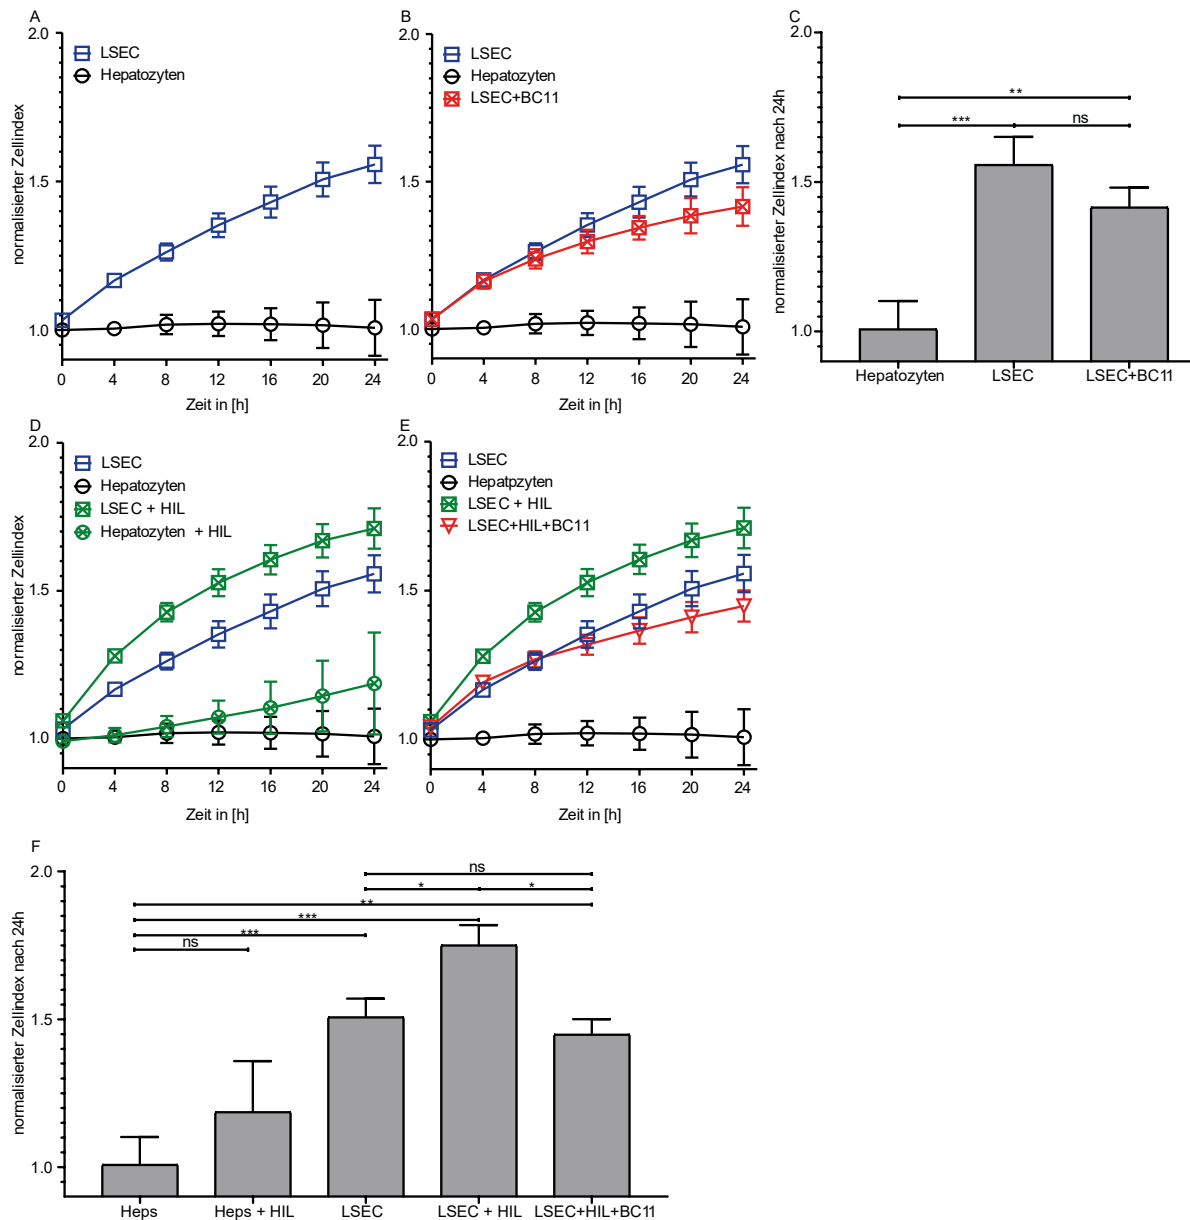 A
2.0
LSEC
Hepatozyten
normalisierter Zellindex
1.5
1.0
0 4 8 12 16 20 24
Zeit in [h]
B
2.0
LSEC
Hepatozyten
LSEC+BC11
1.5
1.0
0 4 8 12 16 20 24
Zeit in [h]
C
2.0
normalisierter Zellindex nach 24h
**
*** ns
1.5
1.0
Hepatozyten LSEC LSEC+BC11
D
2.0
LSEC
Hepatozyten
LSEC + HIL
Hepatozyten + HIL
normalisierter Zellindex
1.5
1.0
0 4 8 12 16 20 24
Zeit in [h]
E
2.0
LSEC
Hepatpzyten
LSEC + HIL
LSEC+HIL+BC11
1.5
1.0
0 4 8 12 16 20 24
Zeit in [h]
F
2.0
normalisierter Zellindex nach 24h
ns
* *
**
***
***
ns
1.5
1.0
Heps Heps + HIL LSEC LSEC + HIL LSEC+HIL+BC11